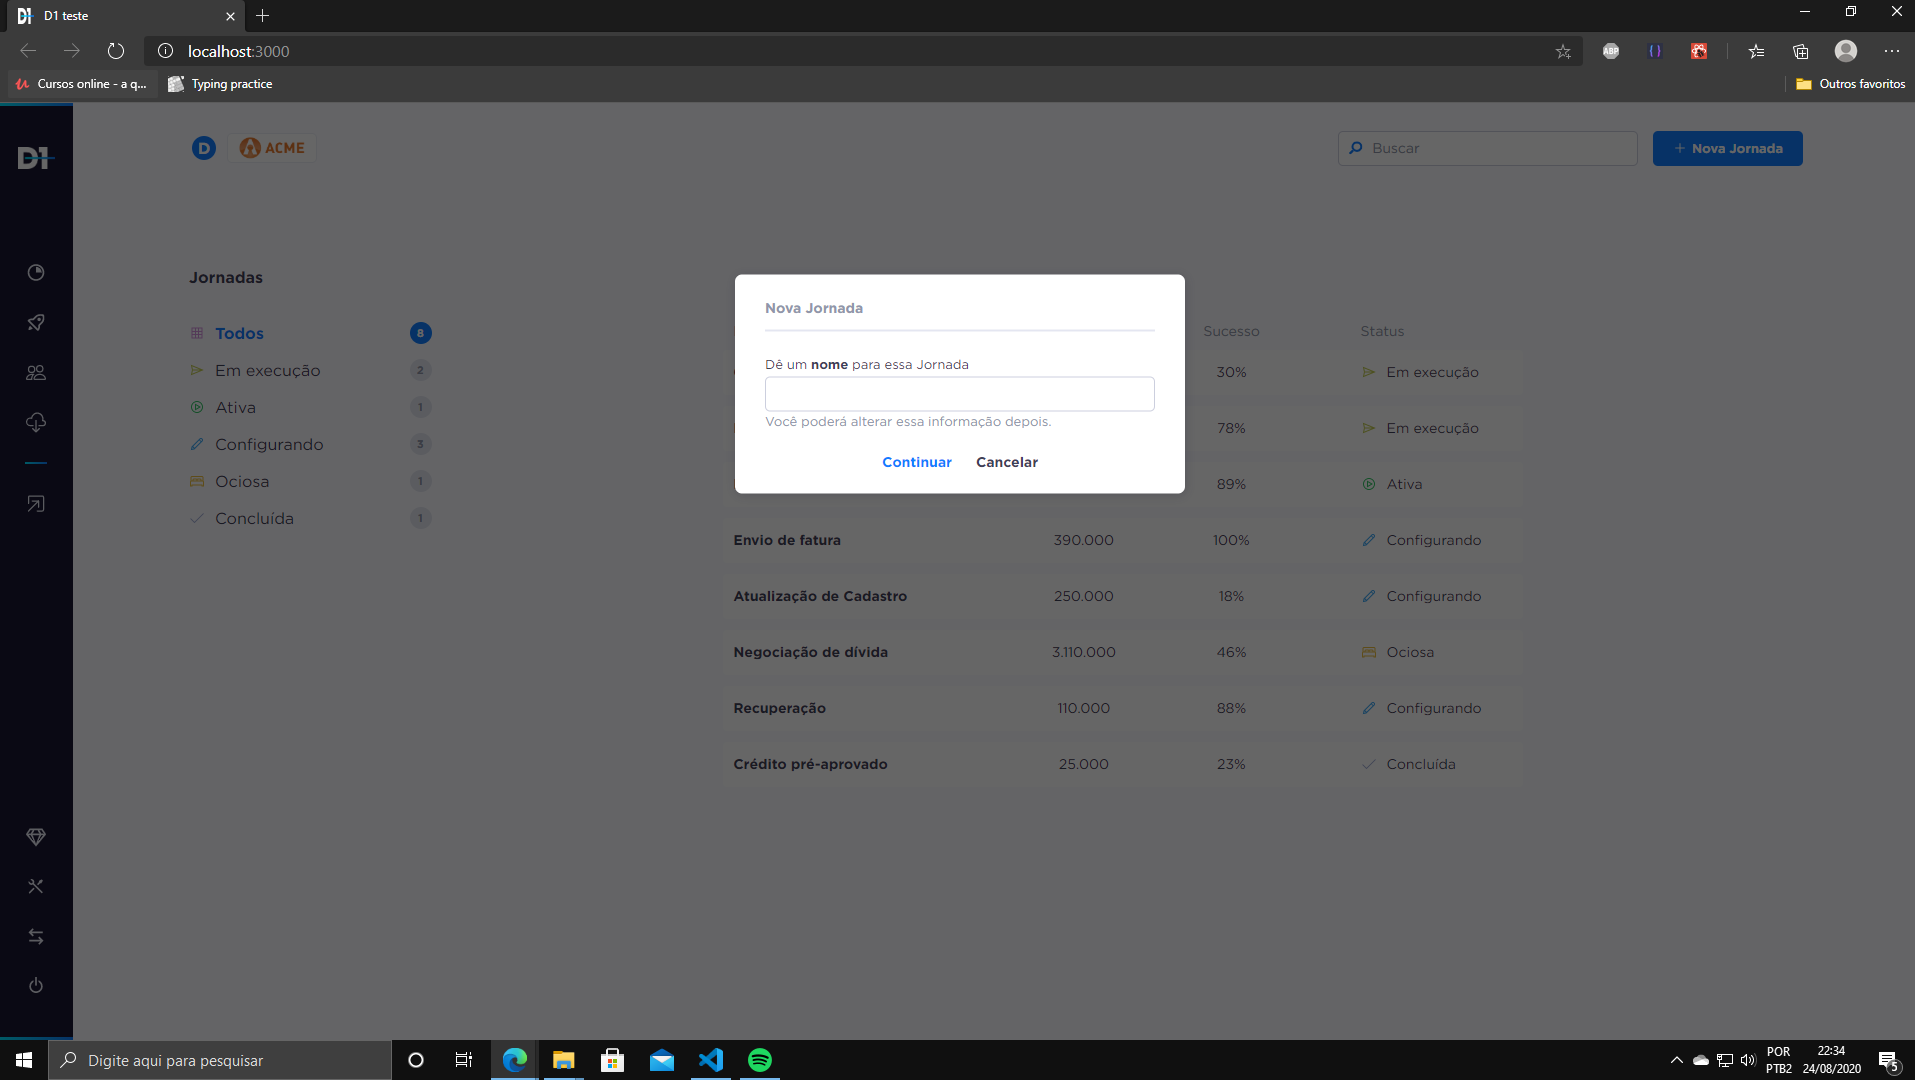 D1 teste
localhost:3000
ABP
Cursos online - a q...
Typing practice
Outros favoritos
D1
D
ACME
Buscar
+ Nova Jornada
Jornadas
Todos 8
Em execução 2
Ativa 1
Configurando 3
Ociosa 1
Concluída 1
Nova Jornada
Dê um nome para essa Jornada
Você poderá alterar essa informação depois.
Continuar Cancelar
Sucesso Status
30% Em execução
78% Em execução
89% Ativa
Envio de fatura 390.000 100% Configurando
Atualização de Cadastro 250.000 18% Configurando
Negociação de dívida 3.110.000 46% Ociosa
Recuperação 110.000 88% Configurando
Crédito pré-aprovado 25.000 23% Concluída
Digite aqui para pesquisar
POR
PTB2
22:34
24/08/2020
5